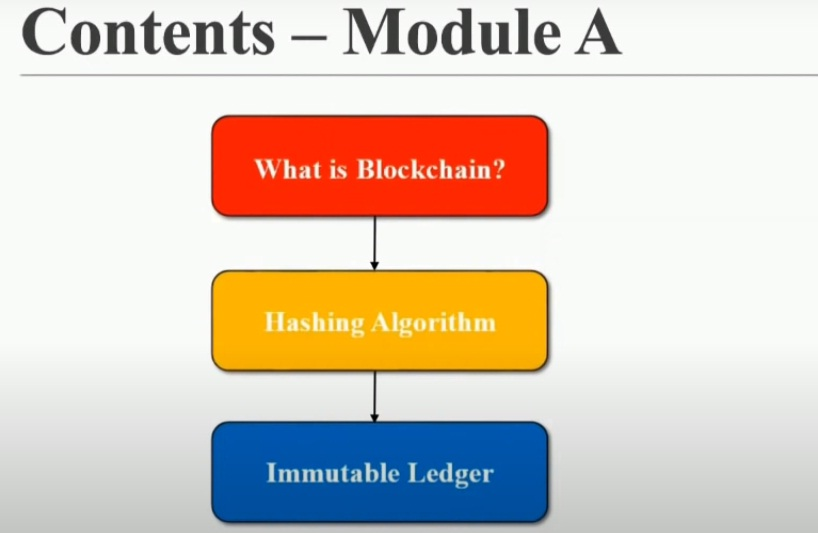 Contents – Module A
What is Blockchain?
Hashing Algorithm
Immutable Ledger